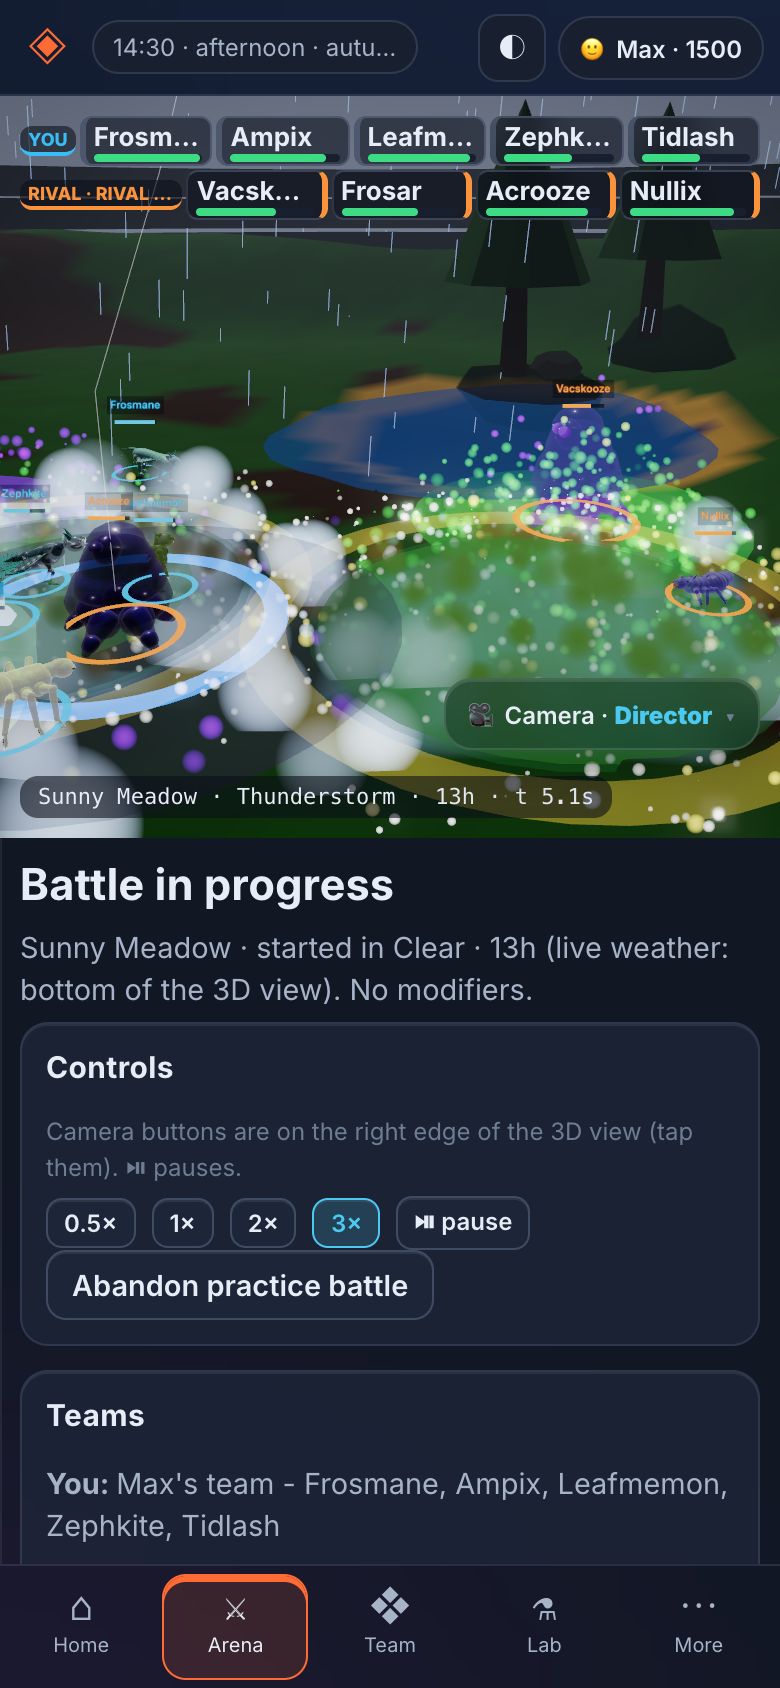 14:30 · afternoon · autu...
Max · 1500
YOU
Frosm...
Ampix
Leafm...
Zephk...
Tidlash
RIVAL · RIVAL ...
Vacsk...
Frosar
Acrooze
Nullix
Vacskooze
Frosmane
Zephkite
Acrooze
Nullix
Camera · Director
Sunny Meadow · Thunderstorm · 13h · t 5.1s
Battle in progress
Sunny Meadow · started in Clear · 13h (live weather:
bottom of the 3D view). No modifiers.
Controls
Camera buttons are on the right edge of the 3D view (tap
them). ⏯ pauses.
0.5×
1×
2×
3×
⏯ pause
Abandon practice battle
Teams
You: Max's team - Frosmane, Ampix, Leafmemon,
Zephkite, Tidlash
Home
Arena
Team
Lab
More